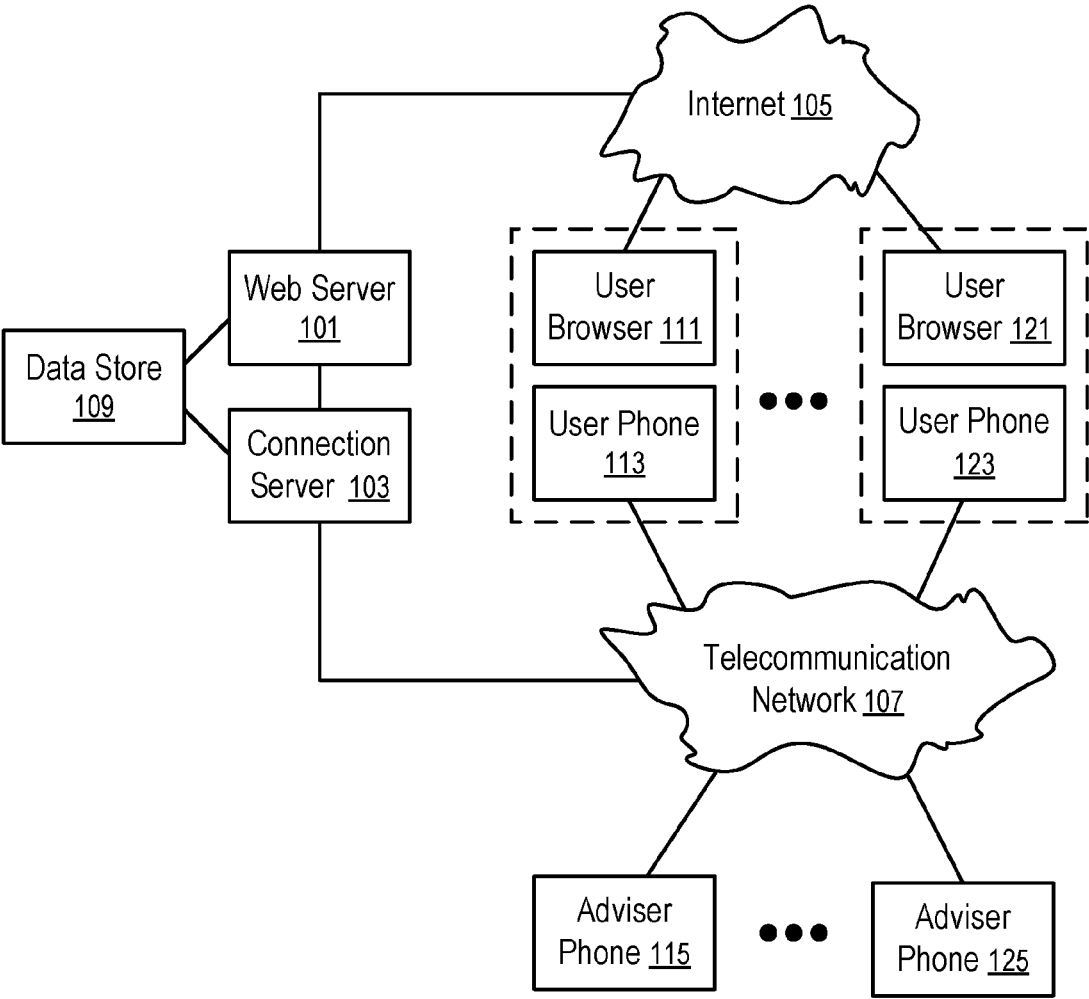 Internet 105
Web Server
101
User
Browser 111
User
Browser 121
Data Store
109
Connection
Server 103
User Phone
113
User Phone
123
Telecommunication
Network 107
Adviser
Phone 115
Adviser
Phone 125